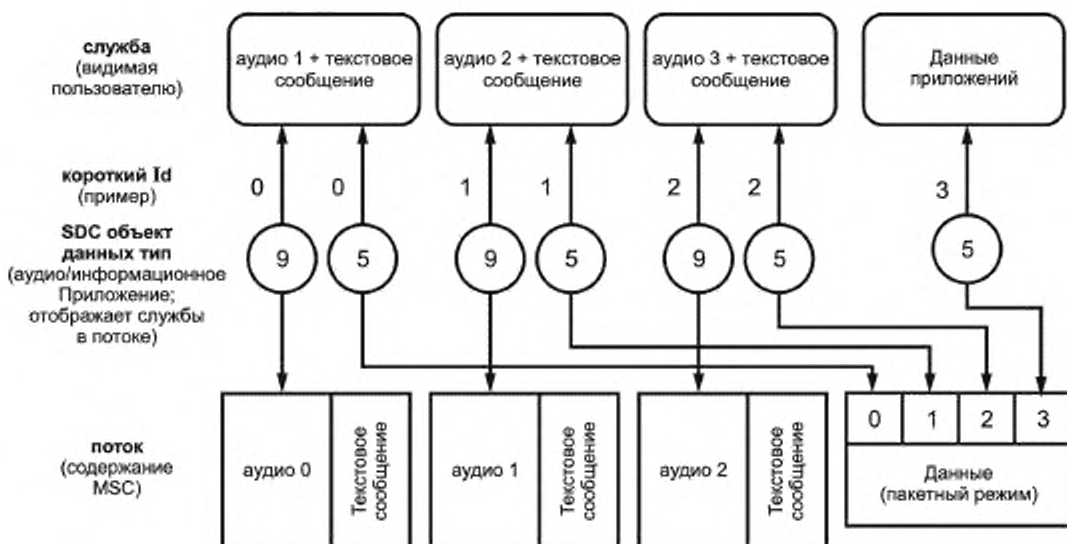 служба
(видимая
пользователю)
аудио 1 + текстовое
сообщение
аудио 2 + текстовое
сообщение
аудио 3 + текстовое
сообщение
Данные
приложений
короткий Id
(пример)
0
0
1
1
2
2
3
SDC объект
данных тип
(аудио/информационное
Приложение;
отображает службы
в потоке)
9
5
9
5
9
5
5
поток
(содержание
MSC)
аудио 0
Текстовое
сообщение
аудио 1
Текстовое
сообщение
аудио 2
Текстовое
сообщение
0
1
2
3
Данные
(пакетный режим)